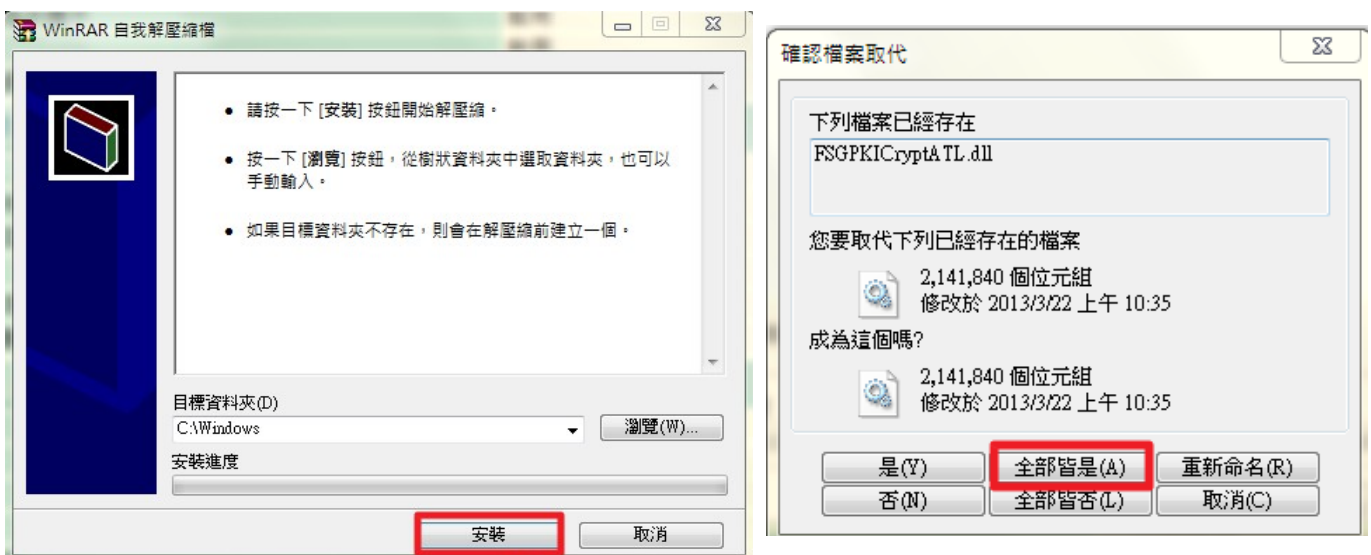 WinRAR 自我解壓縮檔
● 請按一下 [安裝] 按鈕開始解壓縮。
● 按一下 [瀏覽] 按鈕，從樹狀資料夾中選取資料夾，也可以
手動輸入。
● 如果目標資料夾不存在，則會在解壓縮前建立一個。
目標資料夾(D)
C:\Windows
瀏覽(W)...
安裝進度
安裝
取消
確認檔案取代
下列檔案已經存在
FSGPKICryptATL.dll
您要取代下列已經存在的檔案
2,141,840 個位元組
修改於 2013/3/22 上午 10:35
成為這個嗎?
2,141,840 個位元組
修改於 2013/3/22 上午 10:35
是(Y)
全部皆是(A)
重新命名(R)
否(N)
全部皆否(L)
取消(C)